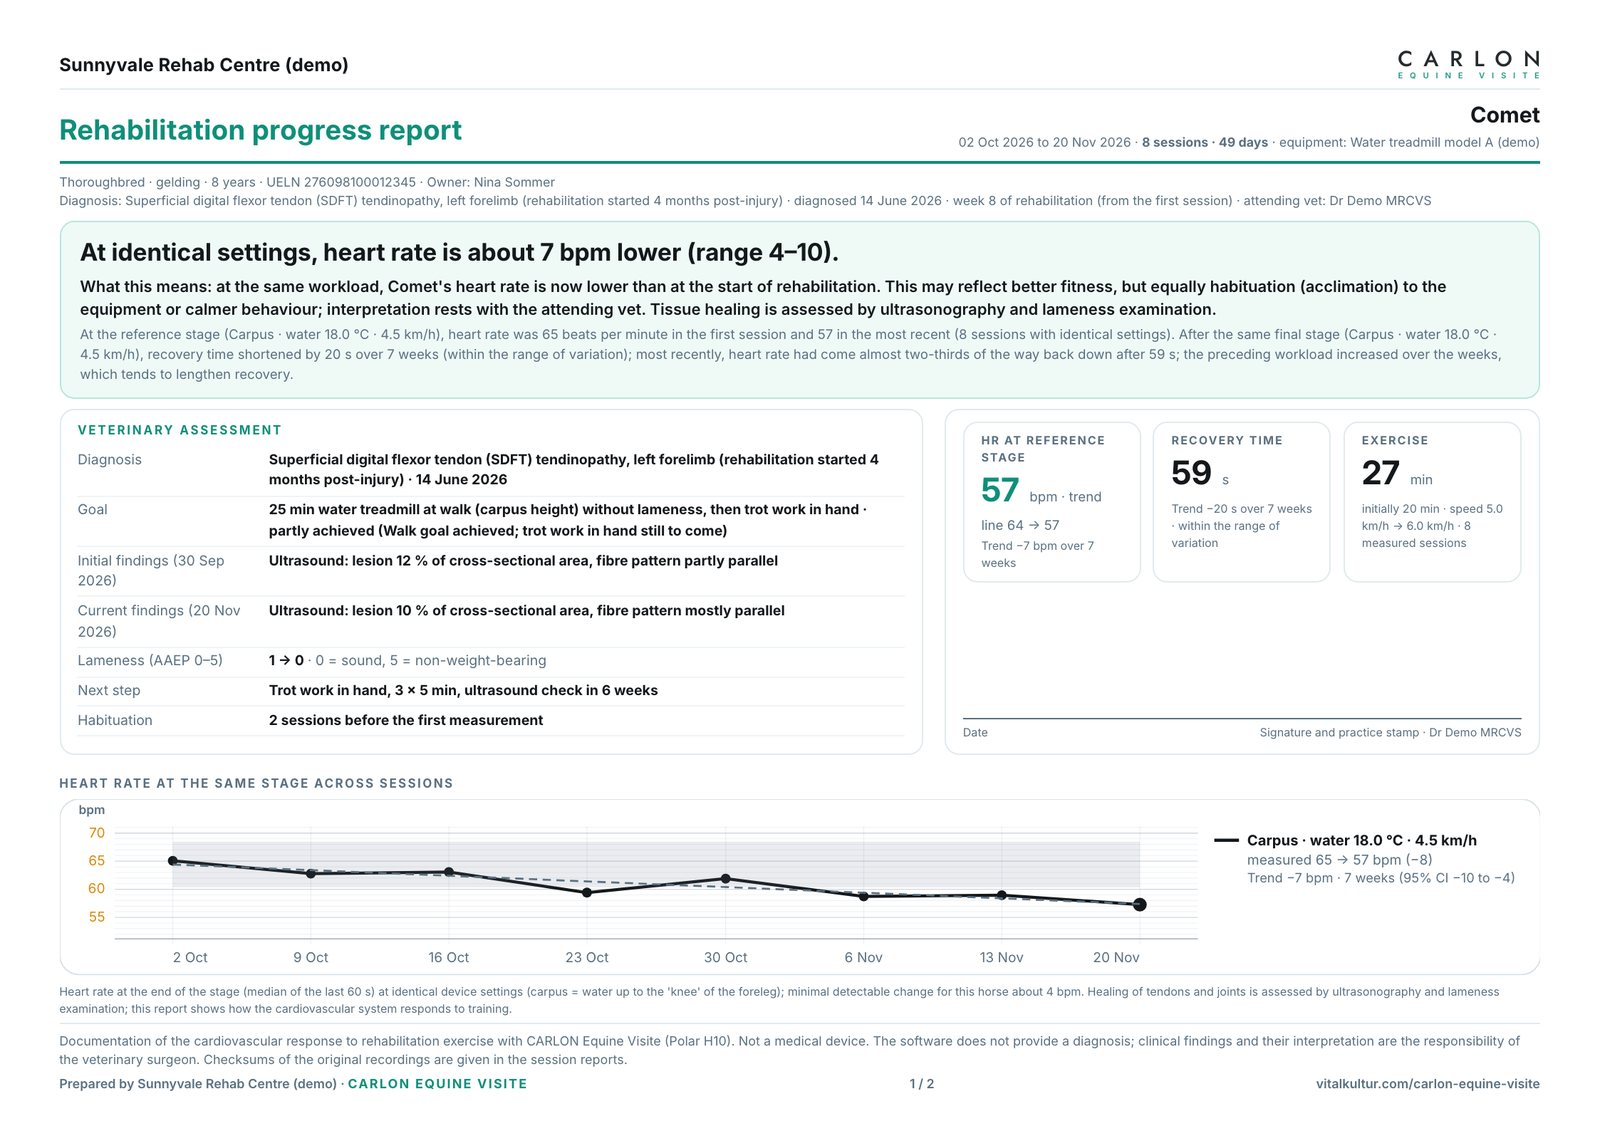 Sunnyvale Rehab Centre (demo)
CARLON
EQUINE VISITE
Rehabilitation progress report
Comet
02 Oct 2026 to 20 Nov 2026 · 8 sessions · 49 days · equipment: Water treadmill model A (demo)
Thoroughbred · gelding · 8 years · UELN 276098100012345 · Owner: Nina Sommer
Diagnosis: Superficial digital flexor tendon (SDFT) tendinopathy, left forelimb (rehabilitation started 4 months post-injury) · diagnosed 14 June 2026 · week 8 of rehabilitation (from the first session) · attending vet: Dr Demo MRCVS
At identical settings, heart rate is about 7 bpm lower (range 4–10).
What this means: at the same workload, Comet's heart rate is now lower than at the start of rehabilitation. This may reflect better fitness, but equally habituation (acclimation) to the
equipment or calmer behaviour; interpretation rests with the attending vet. Tissue healing is assessed by ultrasonography and lameness examination.
At the reference stage (Carpus · water 18.0 °C · 4.5 km/h), heart rate was 65 beats per minute in the first session and 57 in the most recent (8 sessions with identical settings). After the same final stage (Carpus · water 18.0 °C ·
4.5 km/h), recovery time shortened by 20 s over 7 weeks (within the range of variation); most recently, heart rate had come almost two-thirds of the way back down after 59 s; the preceding workload increased over the weeks,
which tends to lengthen recovery.
VETERINARY ASSESSMENT
Diagnosis
Superficial digital flexor tendon (SDFT) tendinopathy, left forelimb (rehabilitation started 4
months post-injury) · 14 June 2026
Goal
25 min water treadmill at walk (carpus height) without lameness, then trot work in hand ·
partly achieved (Walk goal achieved; trot work in hand still to come)
Initial findings (30 Sep
2026)
Ultrasound: lesion 12 % of cross-sectional area, fibre pattern partly parallel
Current findings (20 Nov
2026)
Ultrasound: lesion 10 % of cross-sectional area, fibre pattern mostly parallel
Lameness (AAEP 0–5)
1 → 0 · 0 = sound, 5 = non-weight-bearing
Next step
Trot work in hand, 3 × 5 min, ultrasound check in 6 weeks
Habituation
2 sessions before the first measurement
HR AT REFERENCE
STAGE
57 bpm · trend
line 64 → 57
Trend −7 bpm over 7
weeks
RECOVERY TIME
59 s
Trend −20 s over 7 weeks
· within the range of
variation
EXERCISE
27 min
initially 20 min · speed 5.0
km/h → 6.0 km/h · 8
measured sessions
Date
Signature and practice stamp · Dr Demo MRCVS
HEART RATE AT THE SAME STAGE ACROSS SESSIONS
bpm
70
65
60
55
2 Oct
9 Oct
16 Oct
23 Oct
30 Oct
6 Nov
13 Nov
20 Nov
Carpus · water 18.0 °C · 4.5 km/h
measured 65 → 57 bpm (−8)
Trend −7 bpm · 7 weeks (95% CI −10 to −4)
Heart rate at the end of the stage (median of the last 60 s) at identical device settings (carpus = water up to the 'knee' of the foreleg); minimal detectable change for this horse about 4 bpm. Healing of tendons and joints is assessed by ultrasonography and lameness
examination; this report shows how the cardiovascular system responds to training.
Documentation of the cardiovascular response to rehabilitation exercise with CARLON Equine Visite (Polar H10). Not a medical device. The software does not provide a diagnosis; clinical findings and their interpretation are the responsibility of
the veterinary surgeon. Checksums of the original recordings are given in the session reports.
Prepared by Sunnyvale Rehab Centre (demo) · CARLON EQUINE VISITE
1 / 2
vitalkultur.com/carlon-equine-visite